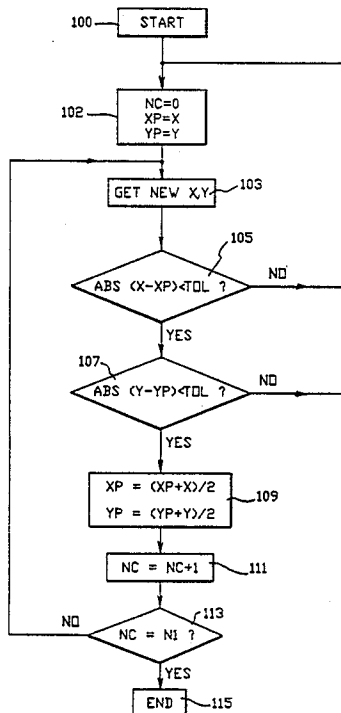 100
START
102
NC=0
XP=X
YP=Y
GET NEW X,Y
103
105
ABS (X-XP)<TOL ?
NO
YES
107
ABS (Y-YP)<TOL ?
NO
YES
XP = (XP+X)/2
YP = (YP+Y)/2
109
NC = NC+1
111
113
NO
NC = N1 ?
YES
END
115